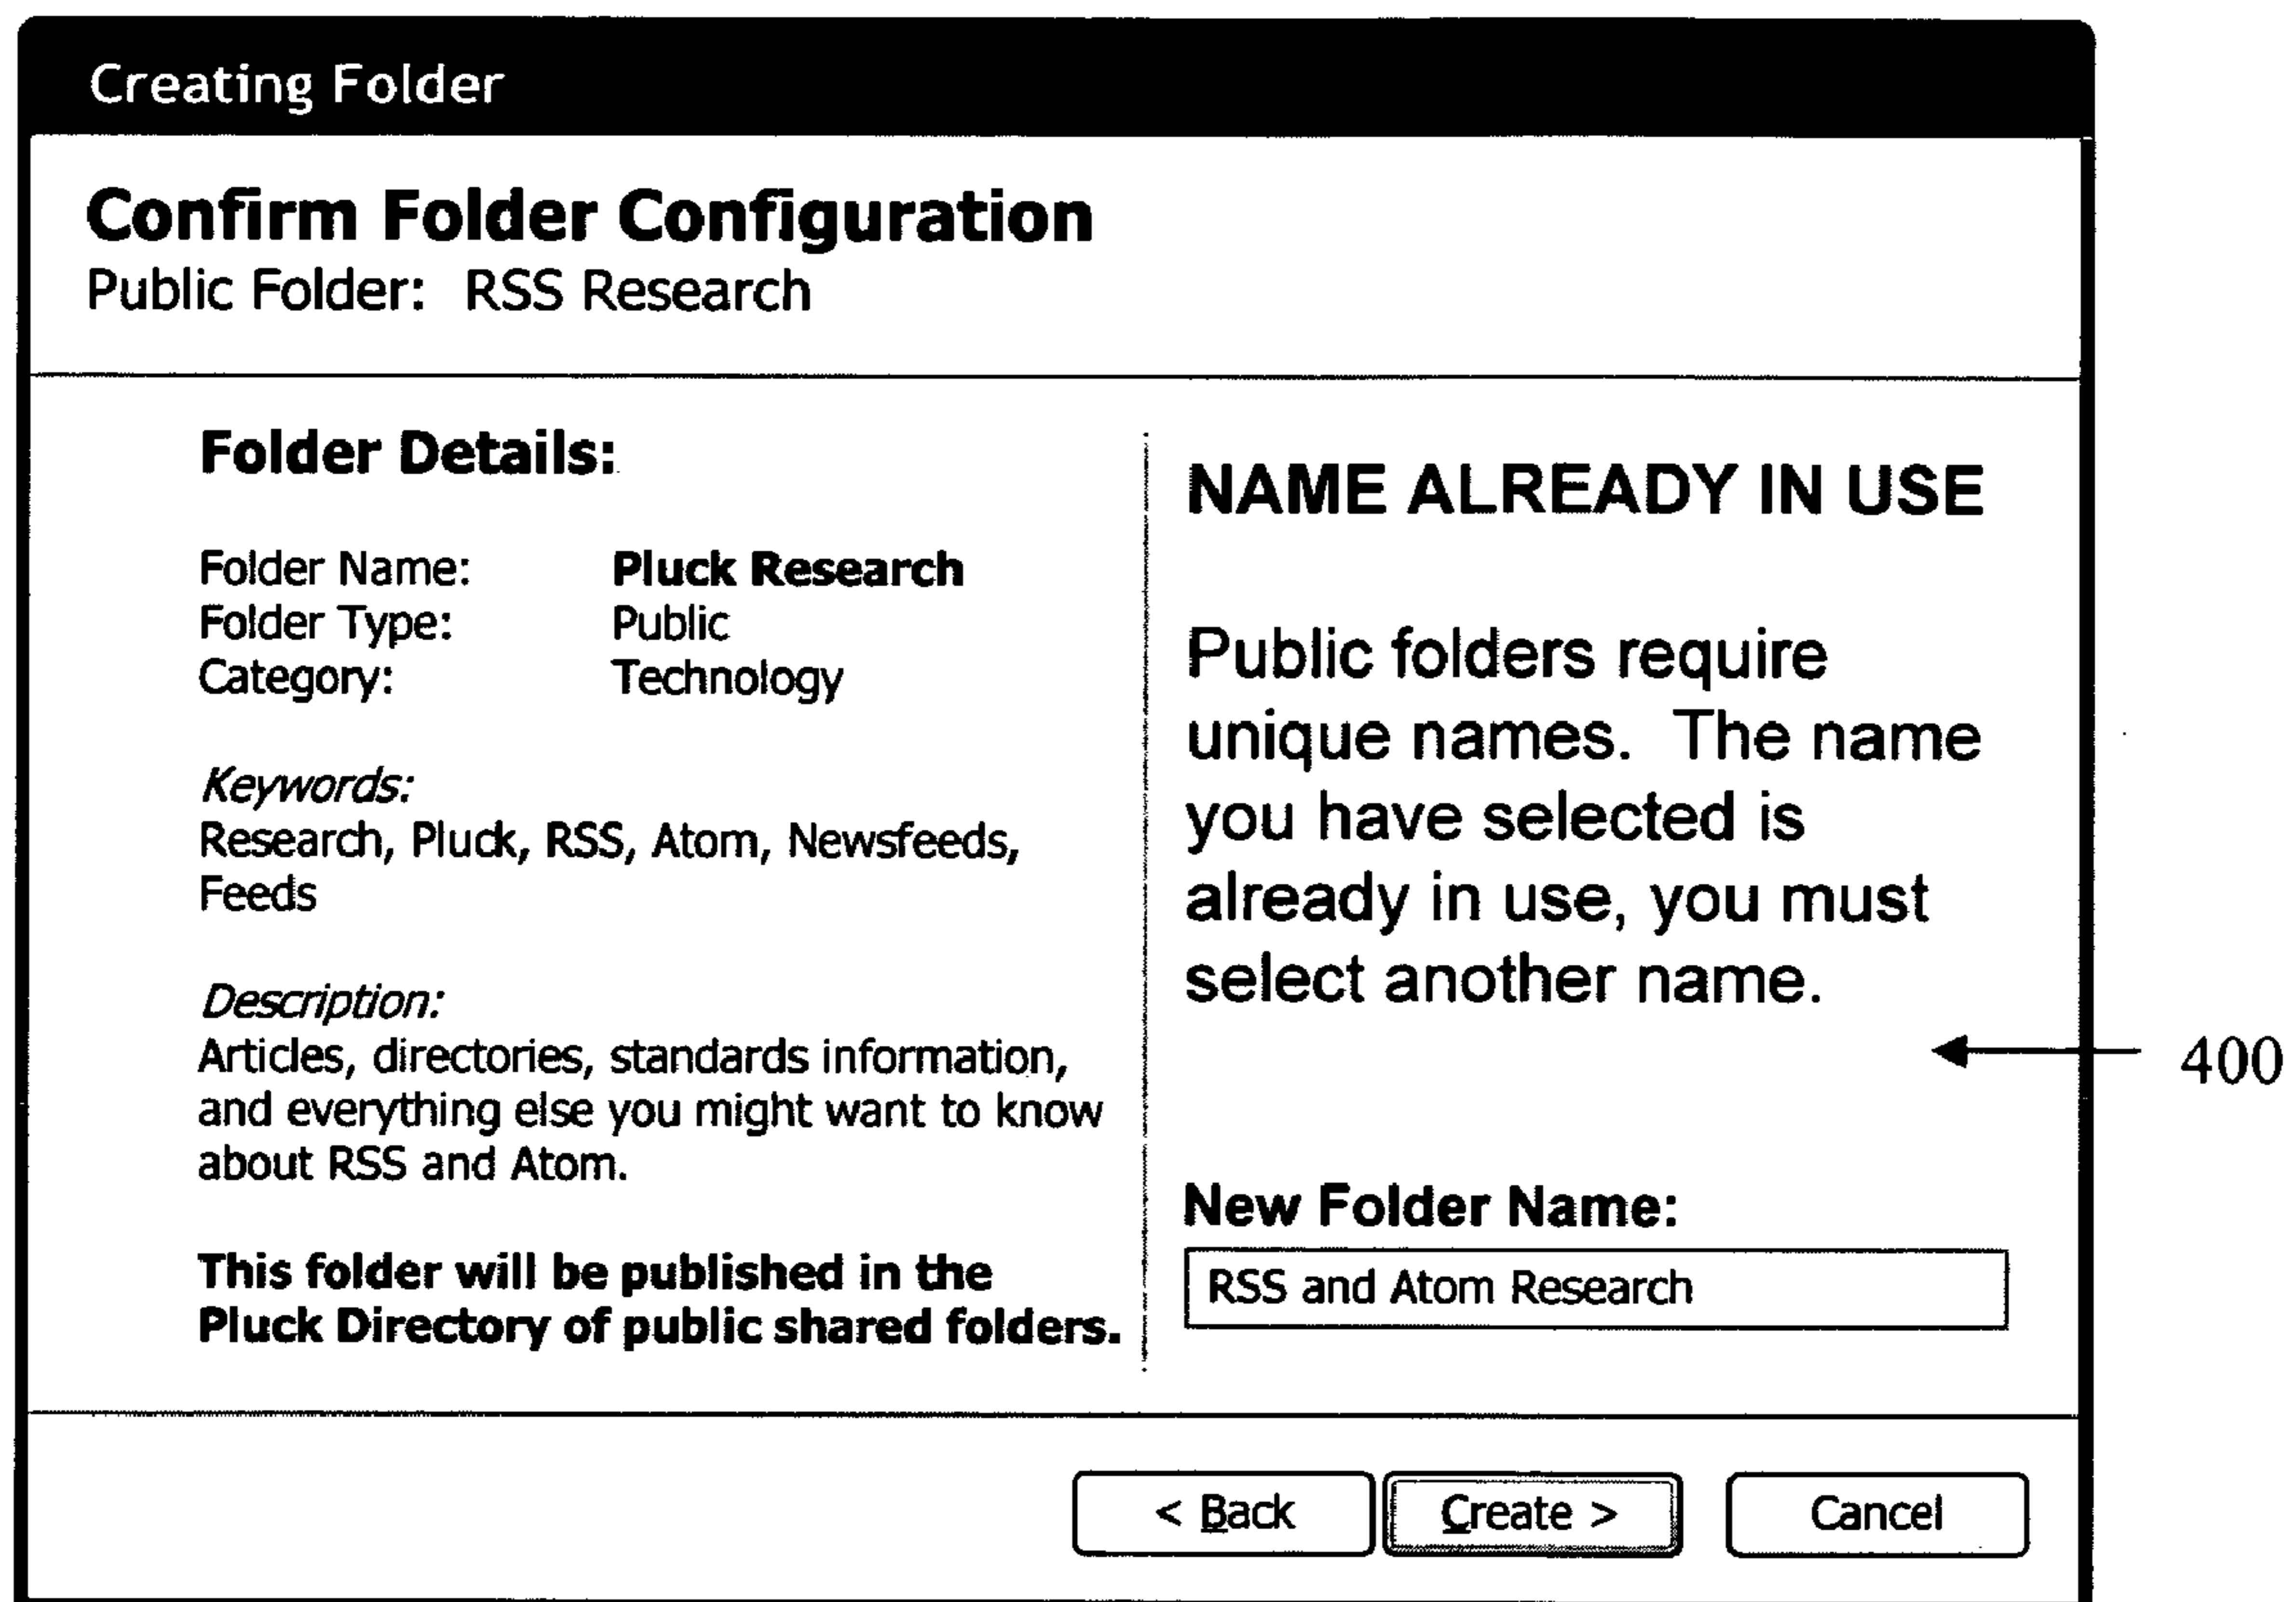 Creating Folder
Confirm Folder Configuration
Public Folder: RSS Research
Folder Details:
Folder Name: Pluck Research
Folder Type: Public
Category: Technology
Keywords:
Research, Pluck, RSS, Atom, Newsfeeds,
Feeds
Description:
Articles, directories, standards information,
and everything else you might want to know
about RSS and Atom.
This folder will be published in the
Pluck Directory of public shared folders.
NAME ALREADY IN USE
Public folders require
unique names. The name
you have selected is
already in use, you must
select another name.
400
New Folder Name:
RSS and Atom Research
< Back
Create >
Cancel